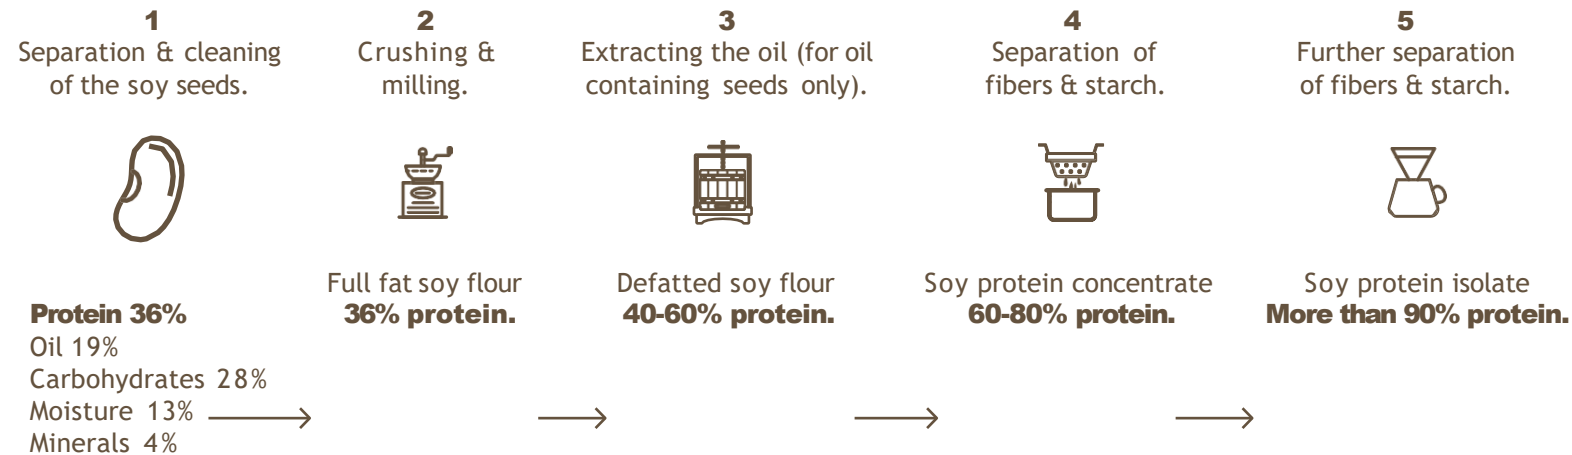 1
Separation & cleaning
of the soy seeds.
Protein 36%
Oil 19%
Carbohydrates 28%
Moisture 13%
Minerals 4%
2
Crushing &
milling.
Full fat soy flour
36% protein.
3
Extracting the oil (for oil
containing seeds only).
Defatted soy flour
40-60% protein.
4
Separation of
fibers & starch.
Soy protein concentrate
60-80% protein.
5
Further separation
of fibers & starch.
Soy protein isolate
More than 90% protein.